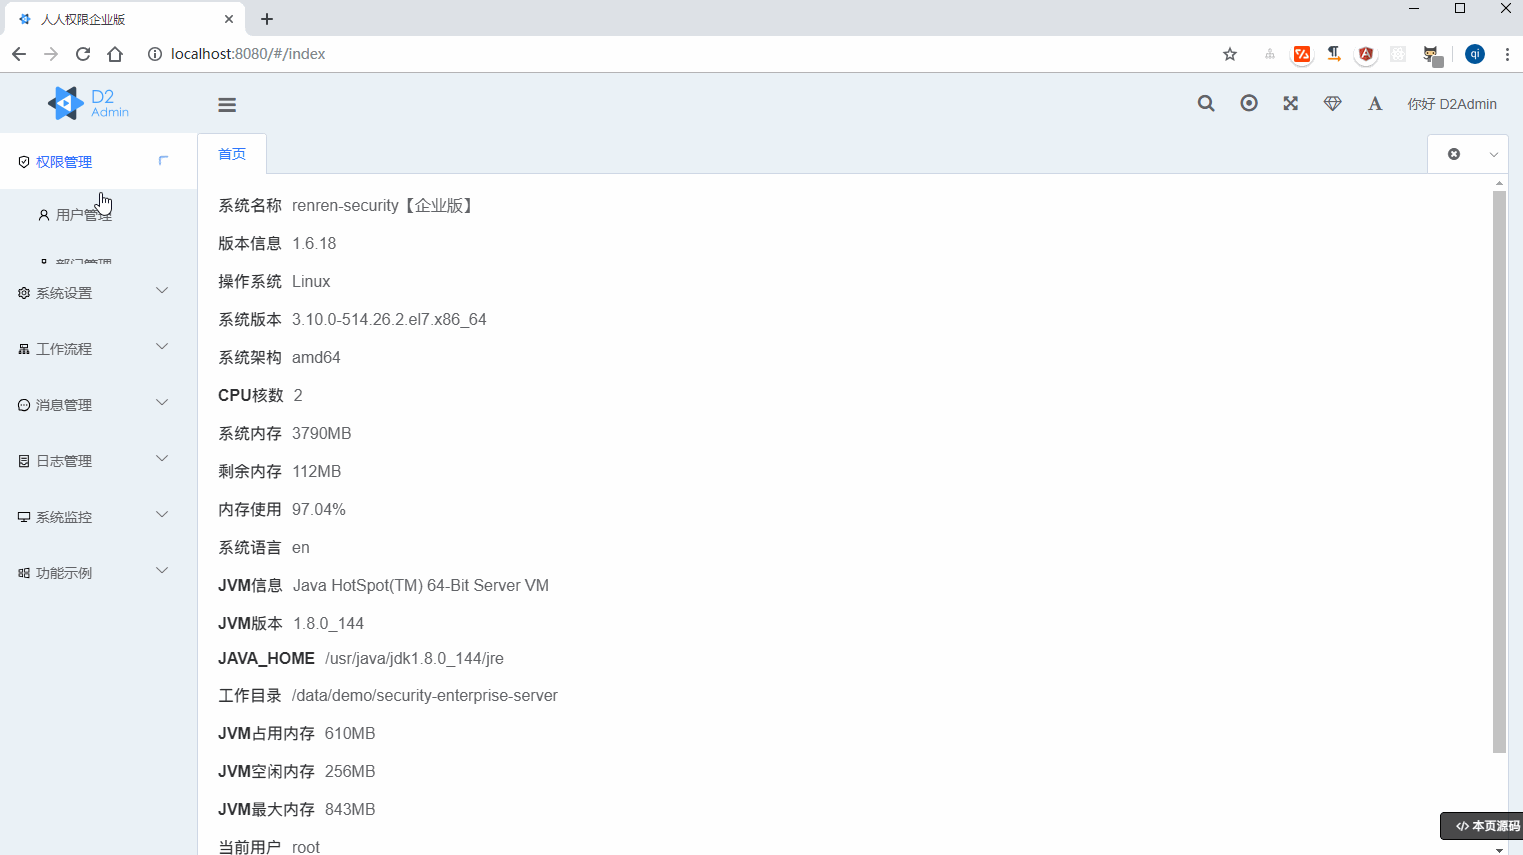 人人权限企业版
localhost:8080/#/index
qi
D2
Admin
你好 D2Admin
权限管理
用户管理
部门管理
系统设置
工作流程
消息管理
日志管理
系统监控
功能示例
首页
系统名称 renren-security【企业版】
版本信息 1.6.18
操作系统 Linux
系统版本 3.10.0-514.26.2.el7.x86_64
系统架构 amd64
CPU核数 2
系统内存 3790MB
剩余内存 112MB
内存使用 97.04%
系统语言 en
JVM信息 Java HotSpot(TM) 64-Bit Server VM
JVM版本 1.8.0_144
JAVA_HOME /usr/java/jdk1.8.0_144/jre
工作目录 /data/demo/security-enterprise-server
JVM占用内存 610MB
JVM空闲内存 256MB
JVM最大内存 843MB
当前用户 root
本页源码